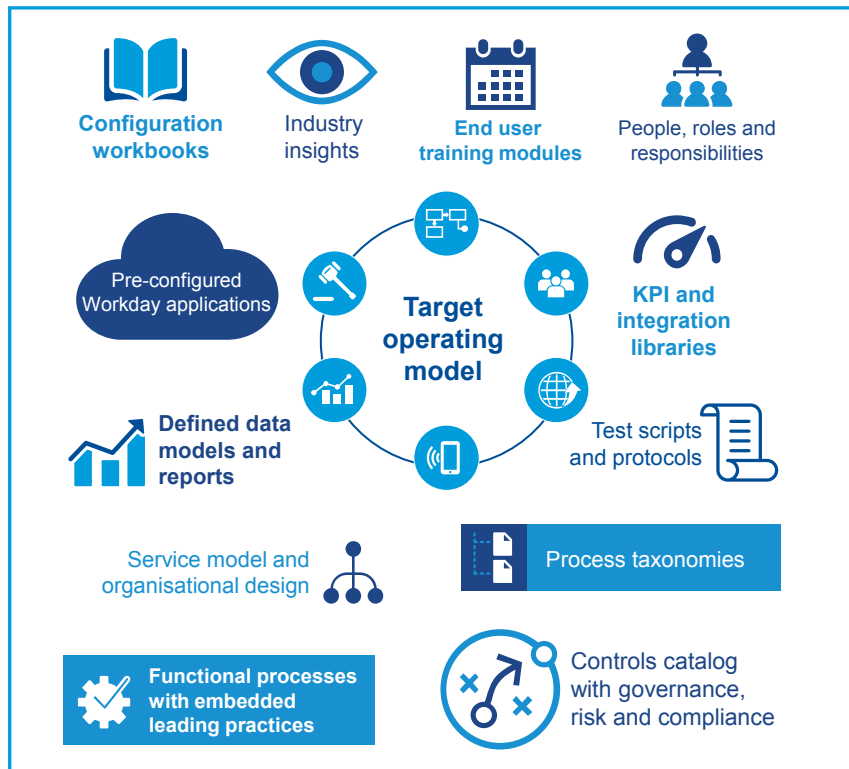 Configuration
workbooks
Industry
insights
End user
training modules
People, roles and
responsibilities
Pre-configured
Workday applications
Target
operating
model
KPI and
integration
libraries
Defined data
models and
reports
Test scripts
and protocols
Service model and
organisational design
Process taxonomies
Functional processes
with embedded
leading practices
Controls catalog
with governance,
risk and compliance